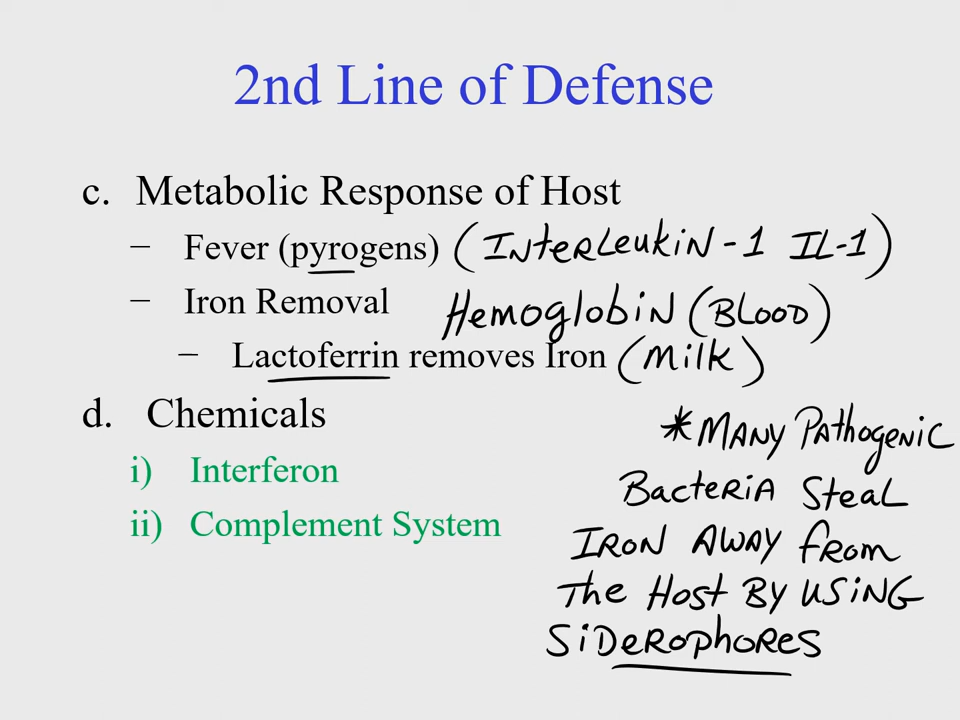 2nd Line of Defense
c. Metabolic Response of Host
– Fever (pyrogens) (InterLeukin-1 IL-1)
– Iron Removal Hemoglobin (BLOOD)
– Lactoferrin removes Iron (Milk)
d. Chemicals
*MANY PAthogenic
i) Interferon
BacteriA SteaL
ii) Complement System
IRON AWAY from
The Host By USiNG
SiDeROphoRes